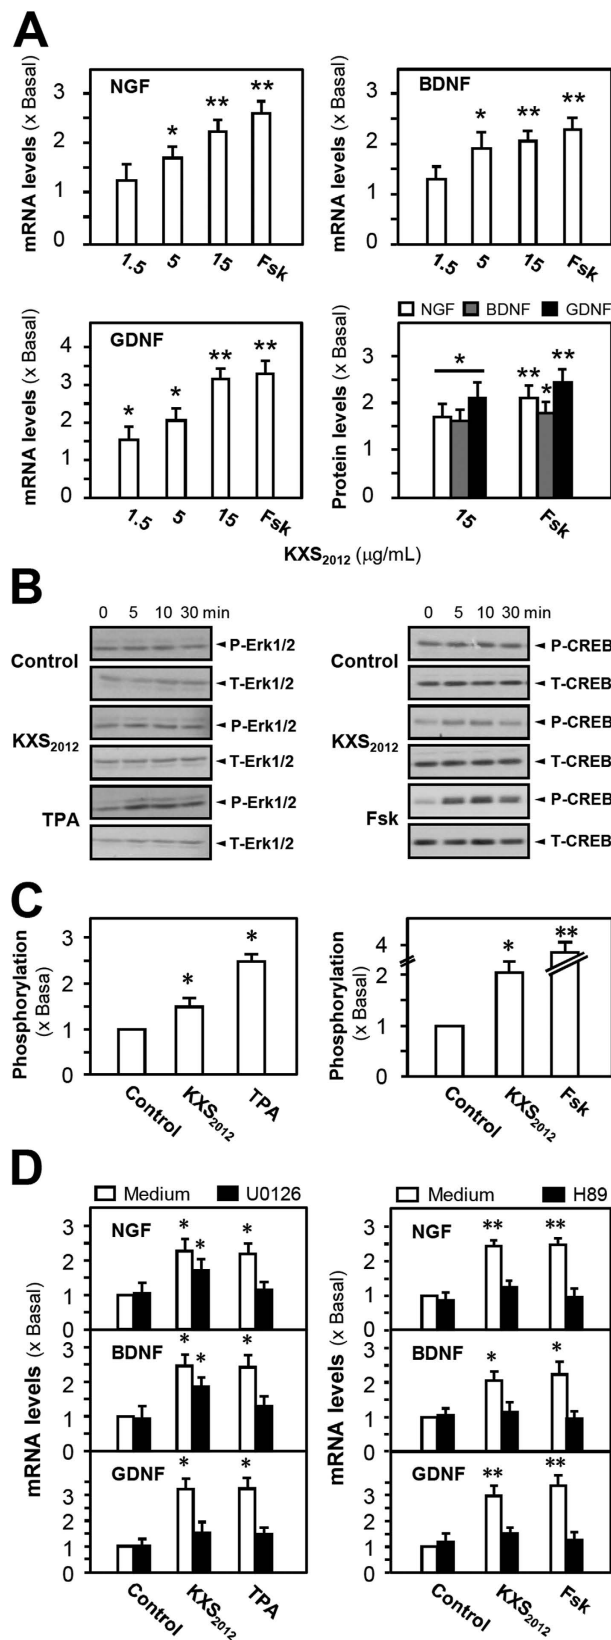 A
NGF
mRNA levels (x Basal)
3
2
1
0
* ** **
1.5 5 15 Fsk
BDNF
mRNA levels (x Basal)
3
2
1
0
* ** **
1.5 5 15 Fsk
GDNF
mRNA levels (x Basal)
4
3
2
1
0
* * ** **
1.5 5 15 Fsk
NGF BDNF GDNF
Protein levels (x Basal)
3
2
1
0
* ** * **
15 Fsk
KXS2012 (μg/mL)
B
0 5 10 30 min
Control
P-Erk1/2
T-Erk1/2
KXS2012
P-Erk1/2
T-Erk1/2
TPA
P-Erk1/2
T-Erk1/2
0 5 10 30 min
Control
P-CREB
T-CREB
KXS2012
P-CREB
T-CREB
Fsk
P-CREB
T-CREB
C
Phosphorylation
(x Basa)
3
2
1
0
* *
Control KXS2012 TPA
Phosphorylation
(x Basal)
4
2
1
0
* **
Control KXS2012 Fsk
D
Medium U0126
mRNA levels (x Basal)
NGF
3
2
1
0
* * *
BDNF
3
2
1
0
* * *
GDNF
3
2
1
0
* *
Control KXS2012 TPA
Medium H89
mRNA levels (x Basal)
NGF
3
2
1
0
** **
BDNF
3
2
1
0
* *
GDNF
3
2
1
0
** **
Control KXS2012 Fsk